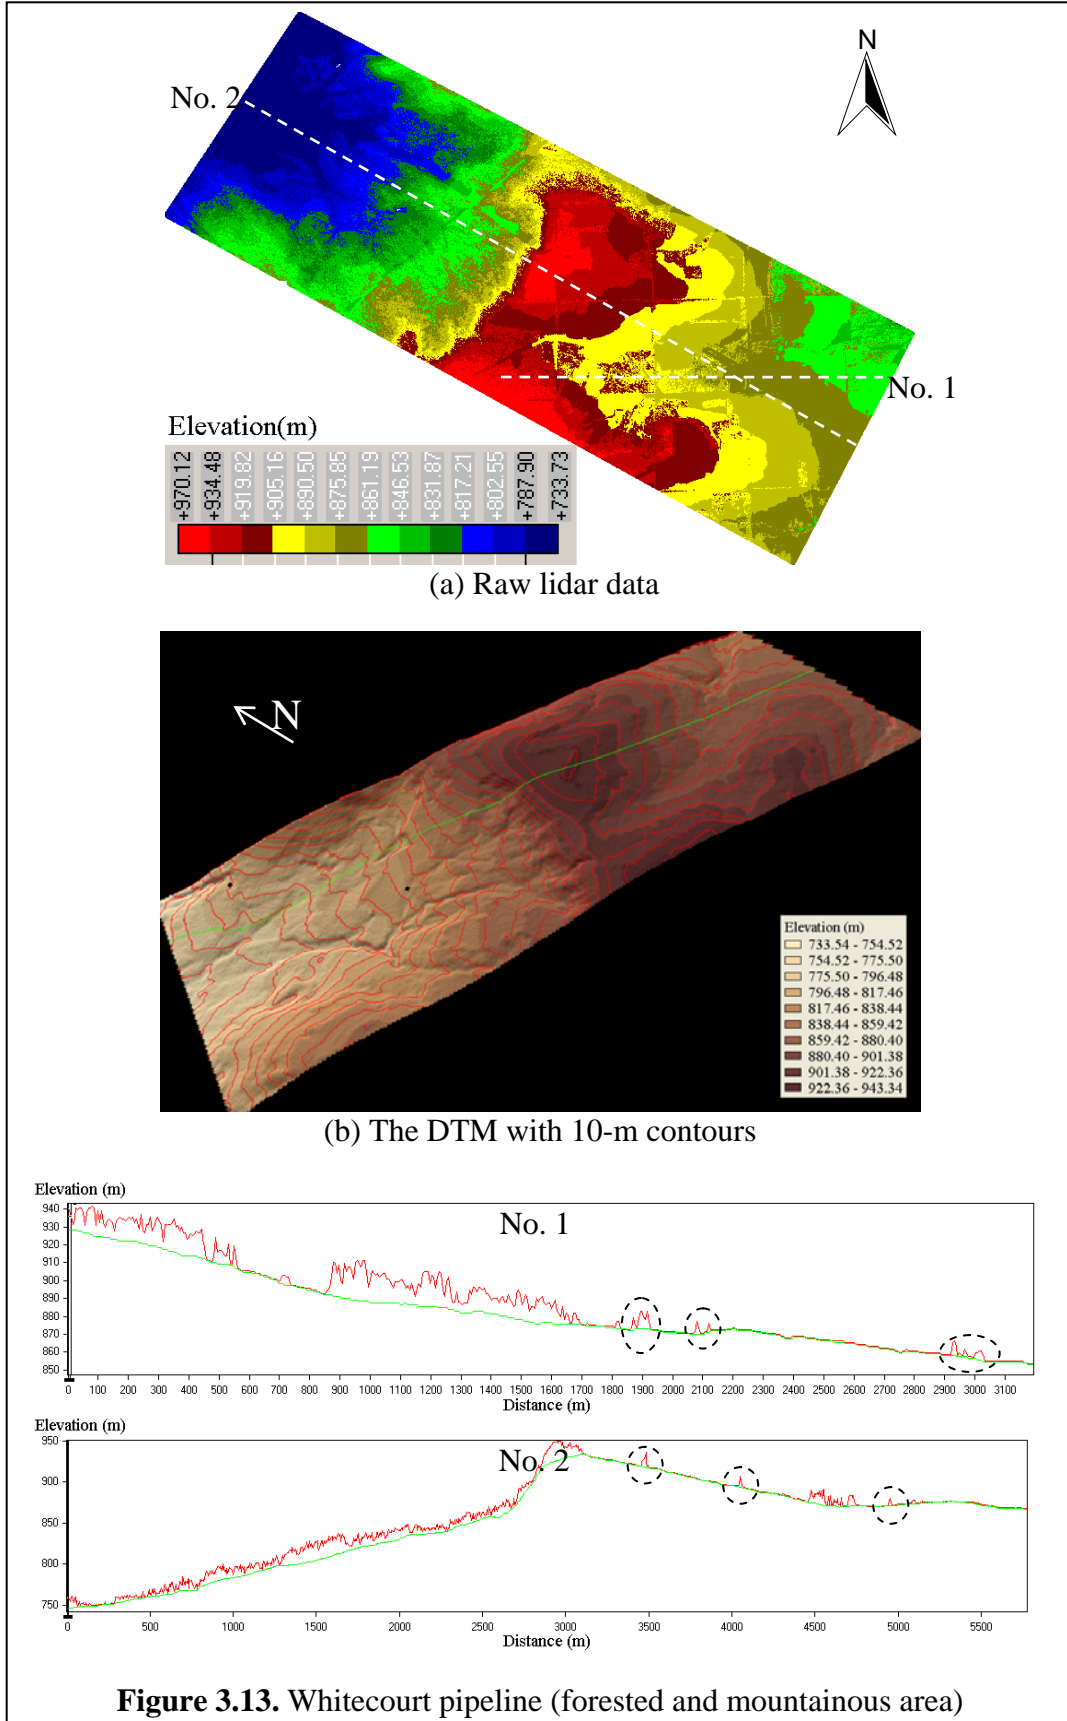 N
No. 2
No. 1
Elevation(m)
+970.12 +934.48 +919.82 +905.16 +890.50 +875.85 +861.19 +846.53 +831.87 +817.21 +802.55 +787.90 +733.73
(a) Raw lidar data
N
Elevation (m)
733.54 - 754.52
754.52 - 775.50
775.50 - 796.48
796.48 - 817.46
817.46 - 838.44
838.44 - 859.42
859.42 - 880.40
880.40 - 901.38
901.38 - 922.36
922.36 - 943.34
(b) The DTM with 10-m contours
Elevation (m)
No. 1
940
930
920
910
900
890
880
870
860
850
0 100 200 300 400 500 600 700 800 900 1000 1100 1200 1300 1400 1500 1600 1700 1800 1900 2000 2100 2200 2300 2400 2500 2600 2700 2800 2900 3000 3100
Distance (m)
Elevation (m)
No. 2
950
900
850
800
750
0 500 1000 1500 2000 2500 3000 3500 4000 4500 5000 5500
Distance (m)
Figure 3.13. Whitecourt pipeline (forested and mountainous area)